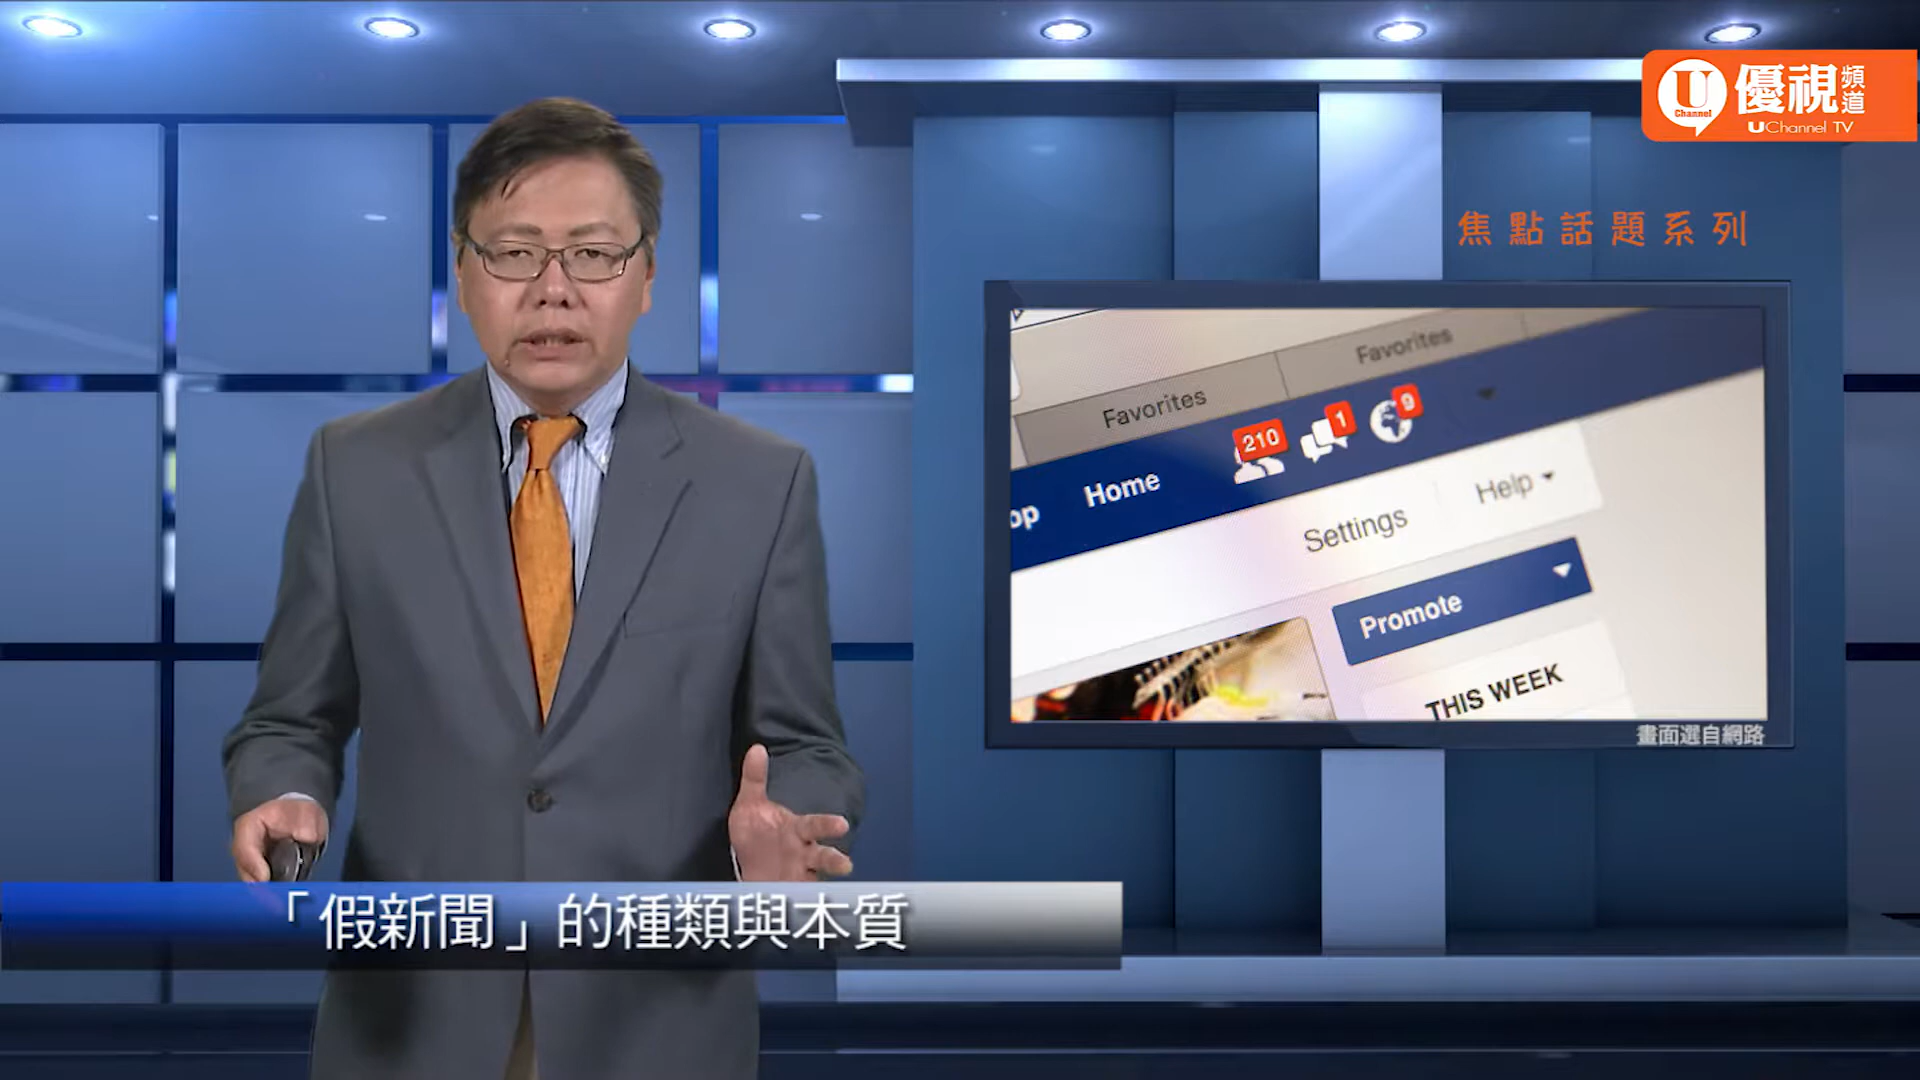 U
Channel
優視頻道
UChannel TV
焦點話題系列
Favorites
Favorites
op
Home
210
1
9
Settings
Help
Promote
THIS WEEK
畫面選自網路
「假新聞」的種類與本質